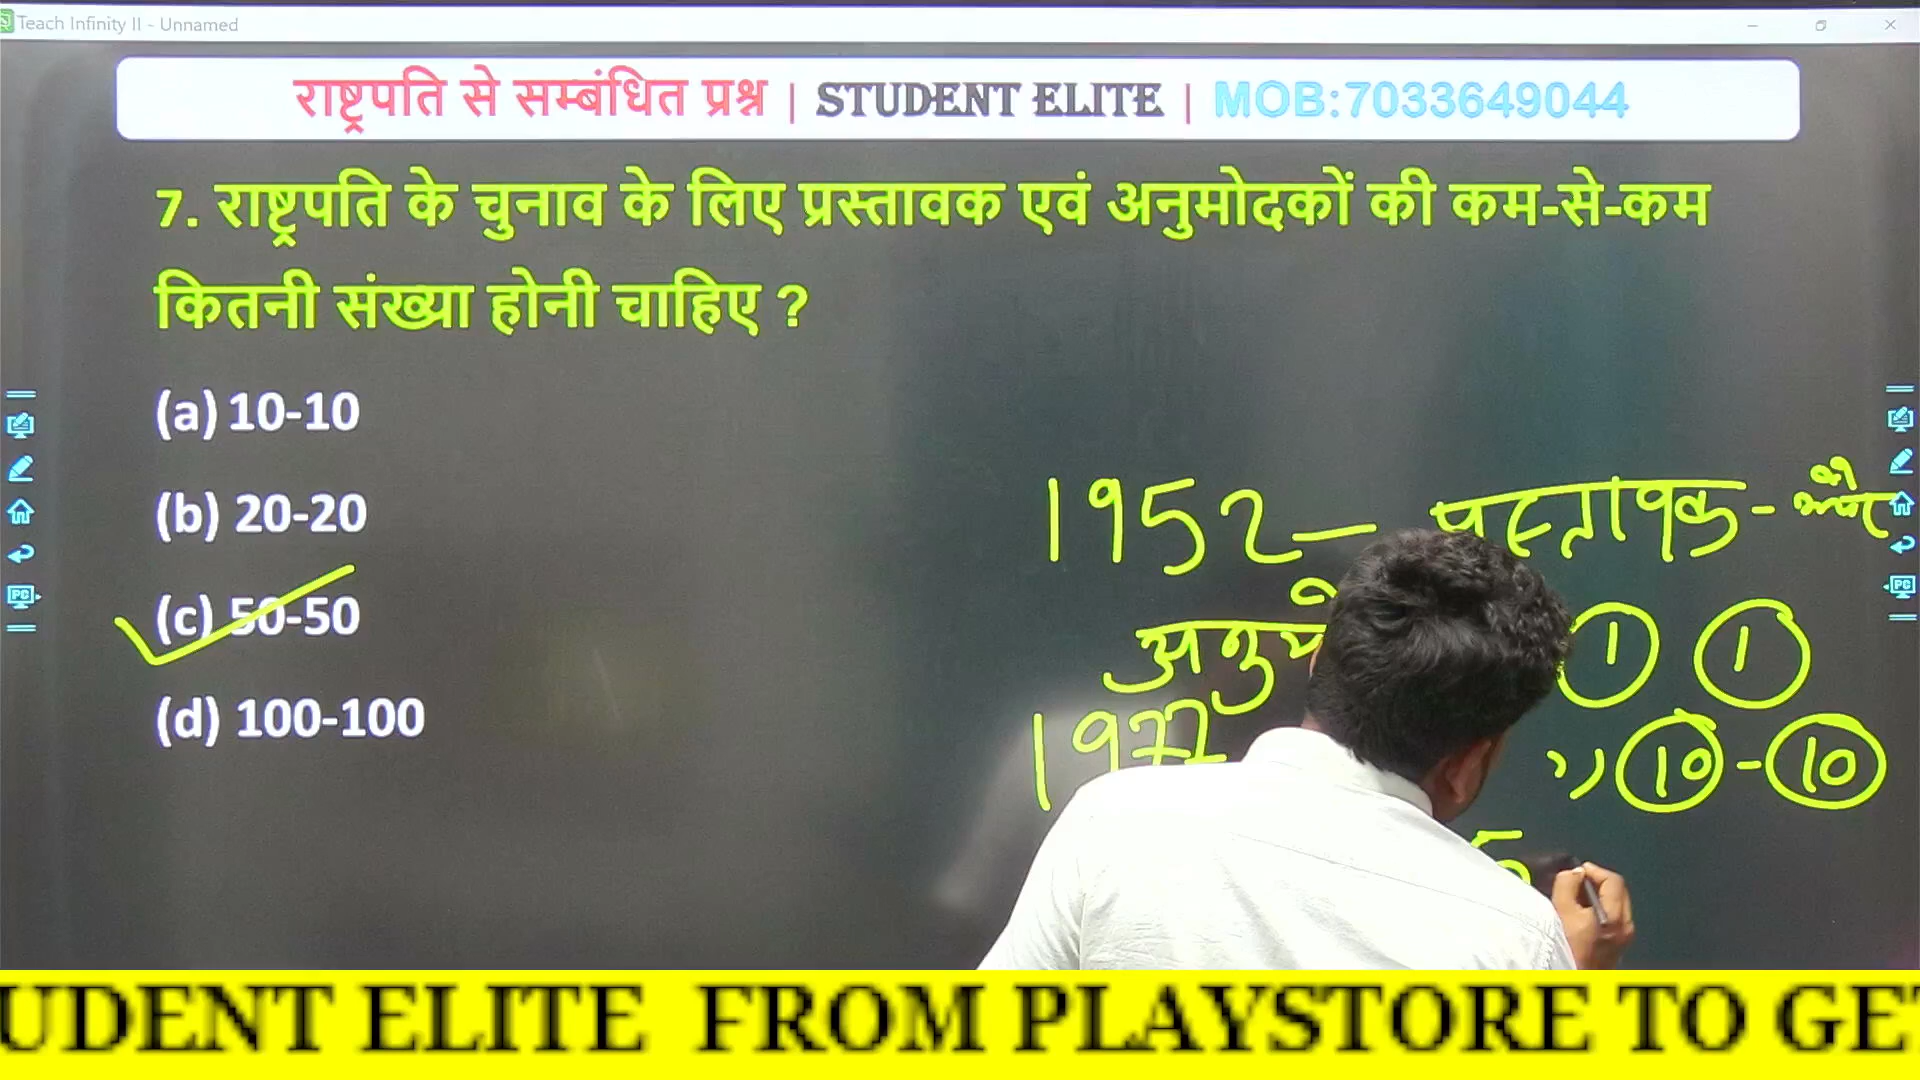 Teach Infinity II - Unnamed
राष्ट्रपति से सम्बंधित प्रश्न | STUDENT ELITE | MOB:7033649044
7. राष्ट्रपति के चुनाव के लिए प्रस्तावक एवं अनुमोदकों की कम-से-कम
कितनी संख्या होनी चाहिए ?
(a) 10-10
(b) 20-20
(c) 50-50
(d) 100-100
1952 — प्रस्तावक -
1 1
10 - 10
UDENT ELITE FROM PLAYSTORE TO GE